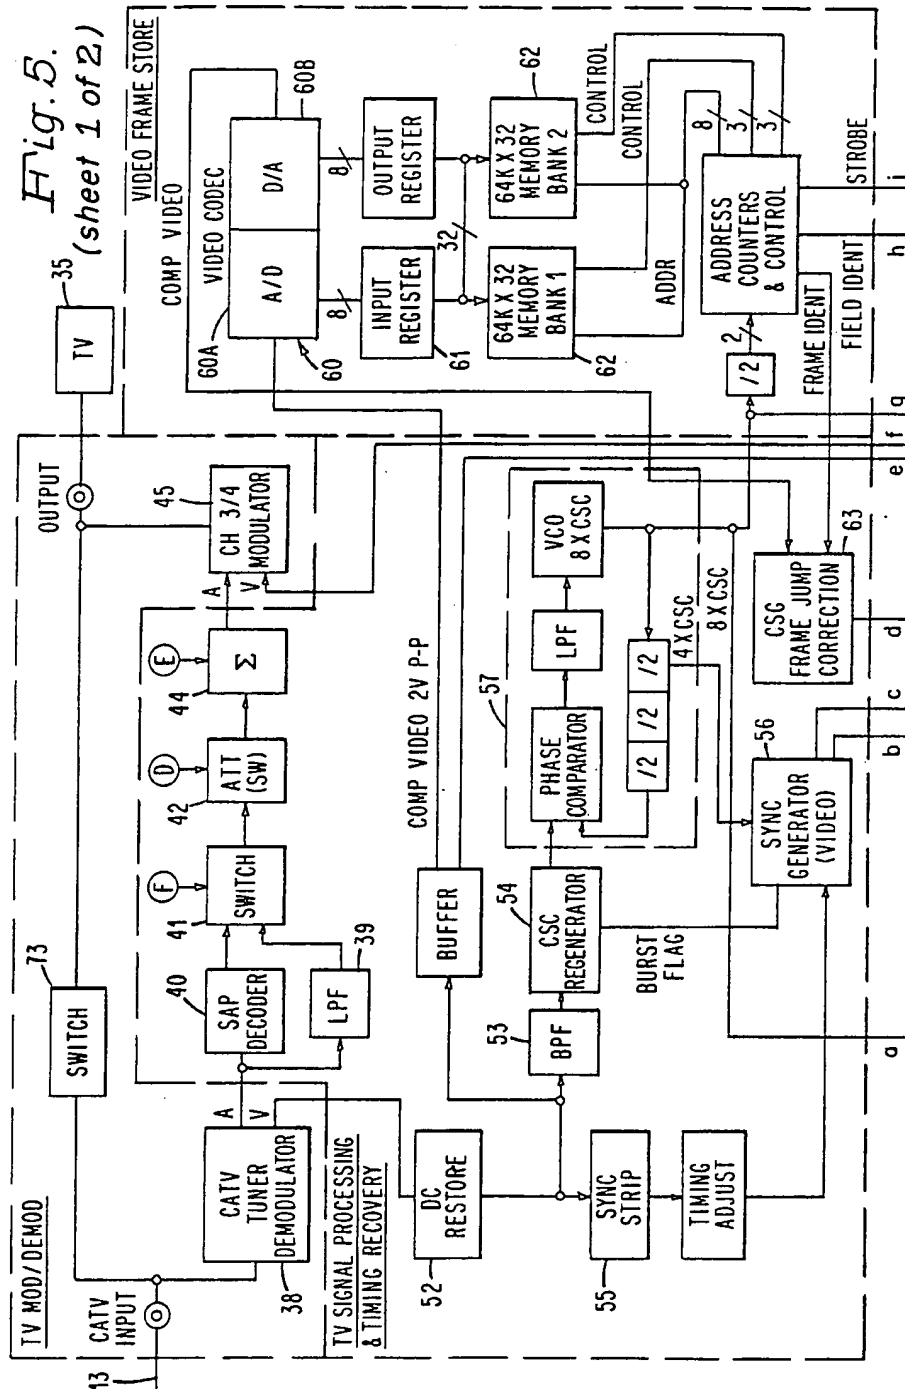 Fig. 5.
(sheet 1 of 2)
TV MOD/DEMOD
CATV
INPUT
13
SWITCH
73
OUTPUT
TV
35
CATV
TUNER
DEMODULATOR
38
A
V
SAP
DECODER
40
LPF
39
SWITCH
41
F
ATT
(SW)
42
D
Σ
44
E
A
V
CH 3/4
MODULATOR
45
TV SIGNAL PROCESSING
& TIMING RECOVERY
DC
RESTORE
52
SYNC
STRIP
55
TIMING
ADJUST
BUFFER
COMP VIDEO 2V P-P
BPF
53
CSC
REGENERATOR
54
BURST
FLAG
57
PHASE
COMPARATOR
LPF
VCO
8 X CSC
/2
/2
/2
4 X CSC
8 X CSC
SYNC
GENERATOR
(VIDEO)
56
CSC
FRAME JUMP
CORRECTION
63
VIDEO FRAME STORE
COMP VIDEO
VIDEO CODEC
60A
A/D
D/A
60B
60
8
8
INPUT
REGISTER
61
OUTPUT
REGISTER
32
64K X 32
MEMORY
BANK 1
62
64K X 32
MEMORY
BANK 2
62
CONTROL
CONTROL
ADDR
8
3
3
/2
2
ADDRESS
COUNTERS
& CONTROL
FRAME IDENT
FIELD IDENT
STROBE
a
b
c
d
e
f
g
h
i